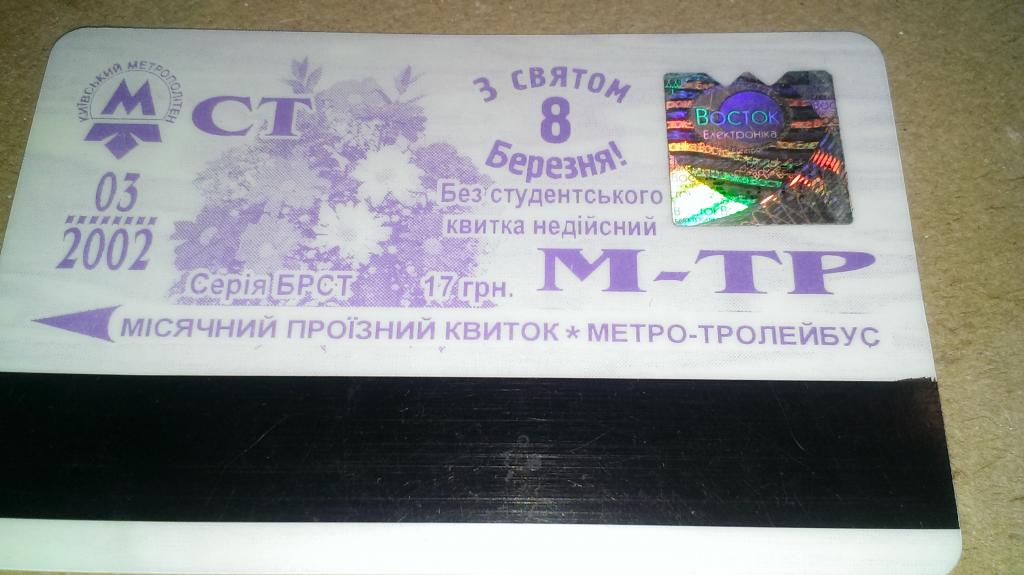 КИЇВСЬКИЙ МЕТРОПОЛІТЕН
М
СТ
З СВЯТОМ
8
Березня!
ВОСТОК
Електроніка
03
2002
Без студентського
квитка недійсний
М-ТР
Серія БРСТ 17 грн.
МІСЯЧНИЙ ПРОЇЗНИЙ КВИТОК * МЕТРО-ТРОЛЕЙБУС